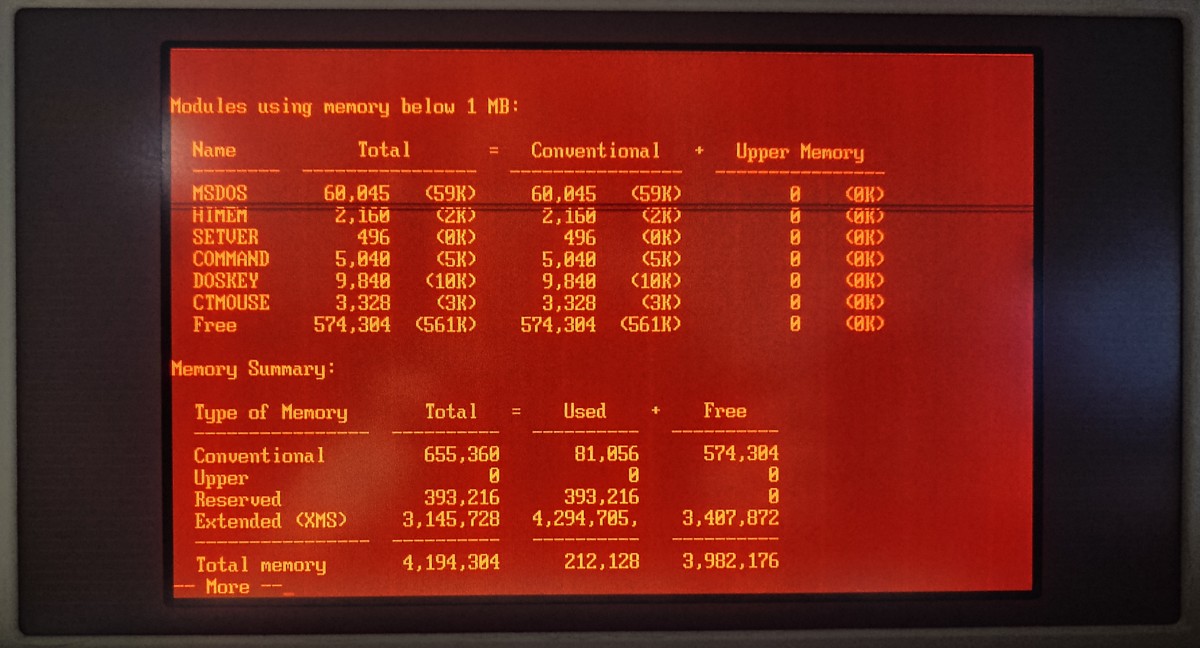 Modules using memory below 1 MB:
Name Total = Conventional + Upper Memory
-------- ---------------- ---------------- ----------------
MSDOS 60,045 (59K) 60,045 (59K) 0 (0K)
HIMEM 2,160 (2K) 2,160 (2K) 0 (0K)
SETVER 496 (0K) 496 (0K) 0 (0K)
COMMAND 5,040 (5K) 5,040 (5K) 0 (0K)
DOSKEY 9,840 (10K) 9,840 (10K) 0 (0K)
CTMOUSE 3,328 (3K) 3,328 (3K) 0 (0K)
Free 574,304 (561K) 574,304 (561K) 0 (0K)
Memory Summary:
Type of Memory Total = Used + Free
---------------- ---------- ---------- ----------
Conventional 655,360 81,056 574,304
Upper 0 0 0
Reserved 393,216 393,216 0
Extended (XMS) 3,145,728 4,294,705, 3,407,872
---------------- ---------- ---------- ----------
Total memory 4,194,304 212,128 3,982,176
-- More --_